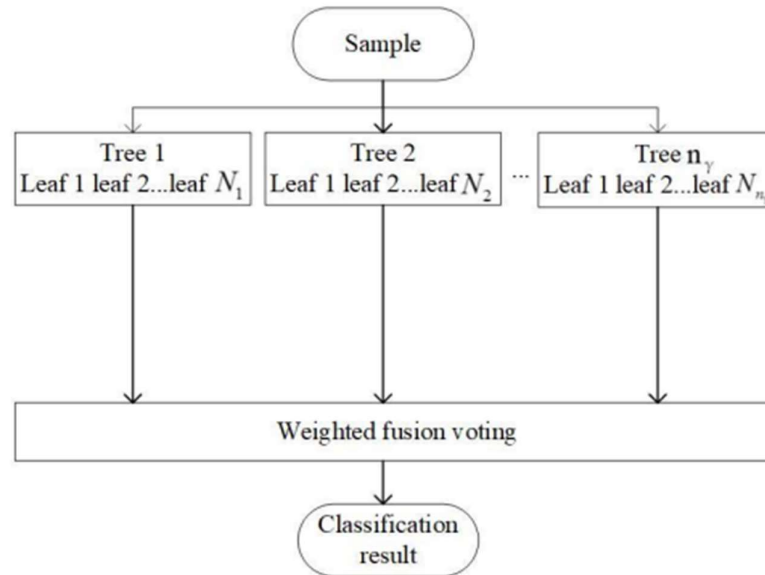 Sample
Tree 1
Leaf 1 leaf 2...leaf N₁
Tree 2
Leaf 1 leaf 2...leaf N₂
...
Tree nᵧ
Leaf 1 leaf 2...leaf Nₙ
Weighted fusion voting
Classification
result